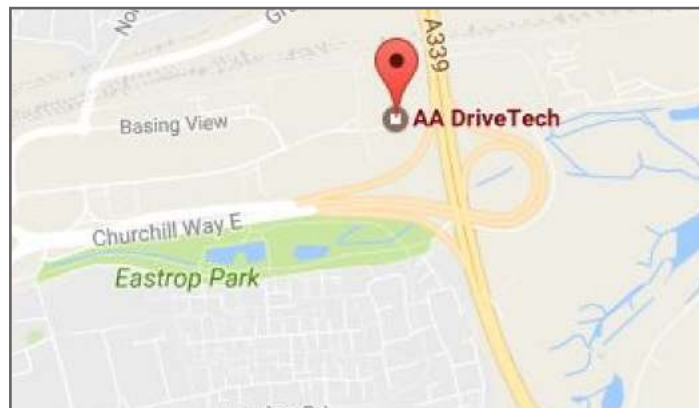 A339
AA DriveTech
Basing View
Churchill Way E
Eastrop Park